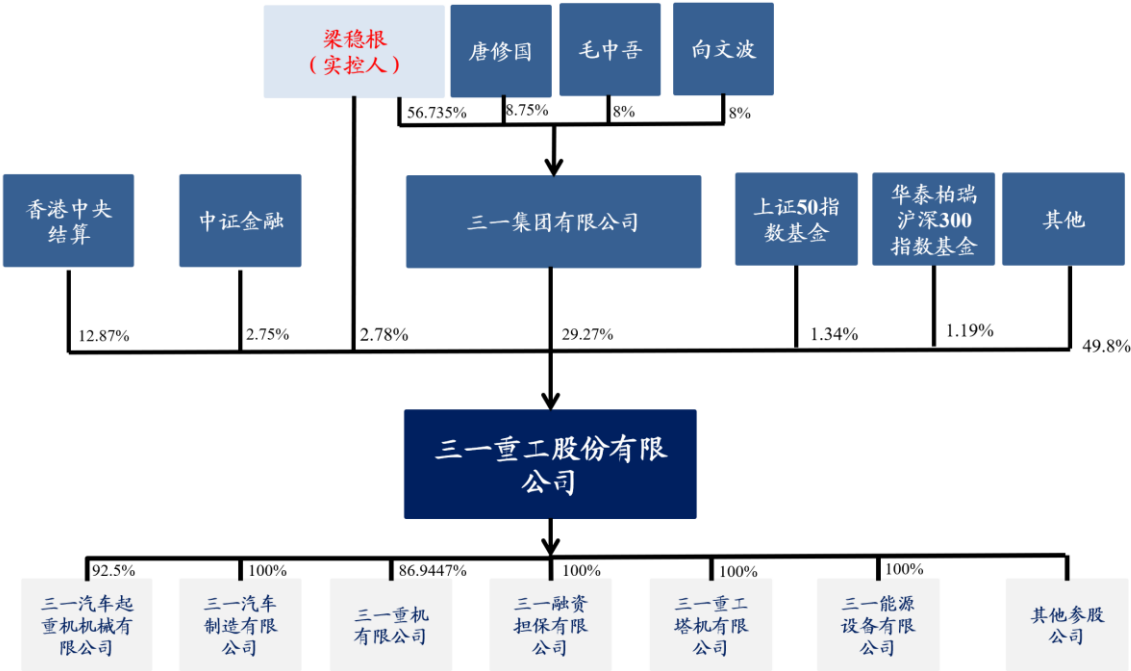 梁稳根
（实控人）
唐修国
毛中吾
向文波
56.735%
8.75%
8%
8%
香港中央
结算
中证金融
三一集团有限公司
上证50指
数基金
华泰柏瑞
沪深300
指数基金
其他
12.87%
2.75%
2.78%
29.27%
1.34%
1.19%
49.8%
三一重工股份有限
公司
92.5%
100%
86.9447%
100%
100%
100%
三一汽车起
重机机械有
限公司
三一汽车
制造有限
公司
三一重机
有限公司
三一融资
担保有限
公司
三一重工
塔机有限
公司
三一能源
设备有限
公司
其他参股
公司